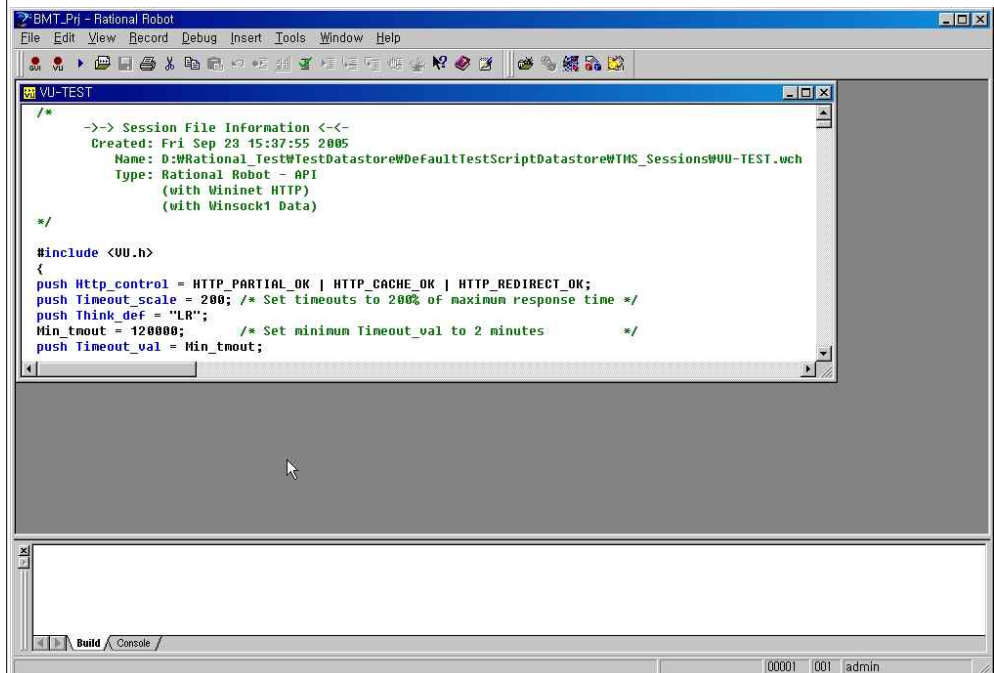 BMT_Prj - Rational Robot
File Edit View Record Debug Insert Tools Window Help
GUI VU
VU-TEST
/*
->-> Session File Information <-<-
Created: Fri Sep 23 15:37:55 2005
Name: D:₩Rational_Test₩TestDatastore₩DefaultTestScriptDatastore₩TMS_Sessions₩VU-TEST.wch
Type: Rational Robot - API
(with Wininet HTTP)
(with Winsock1 Data)
*/
#include <VU.h>
{
push Http_control = HTTP_PARTIAL_OK | HTTP_CACHE_OK | HTTP_REDIRECT_OK;
push Timeout_scale = 200; /* Set timeouts to 200% of maximum response time */
push Think_def = "LR";
Min_tmout = 120000; /* Set minimum Timeout_val to 2 minutes */
push Timeout_val = Min_tmout;
Build Console
00001 001 admin